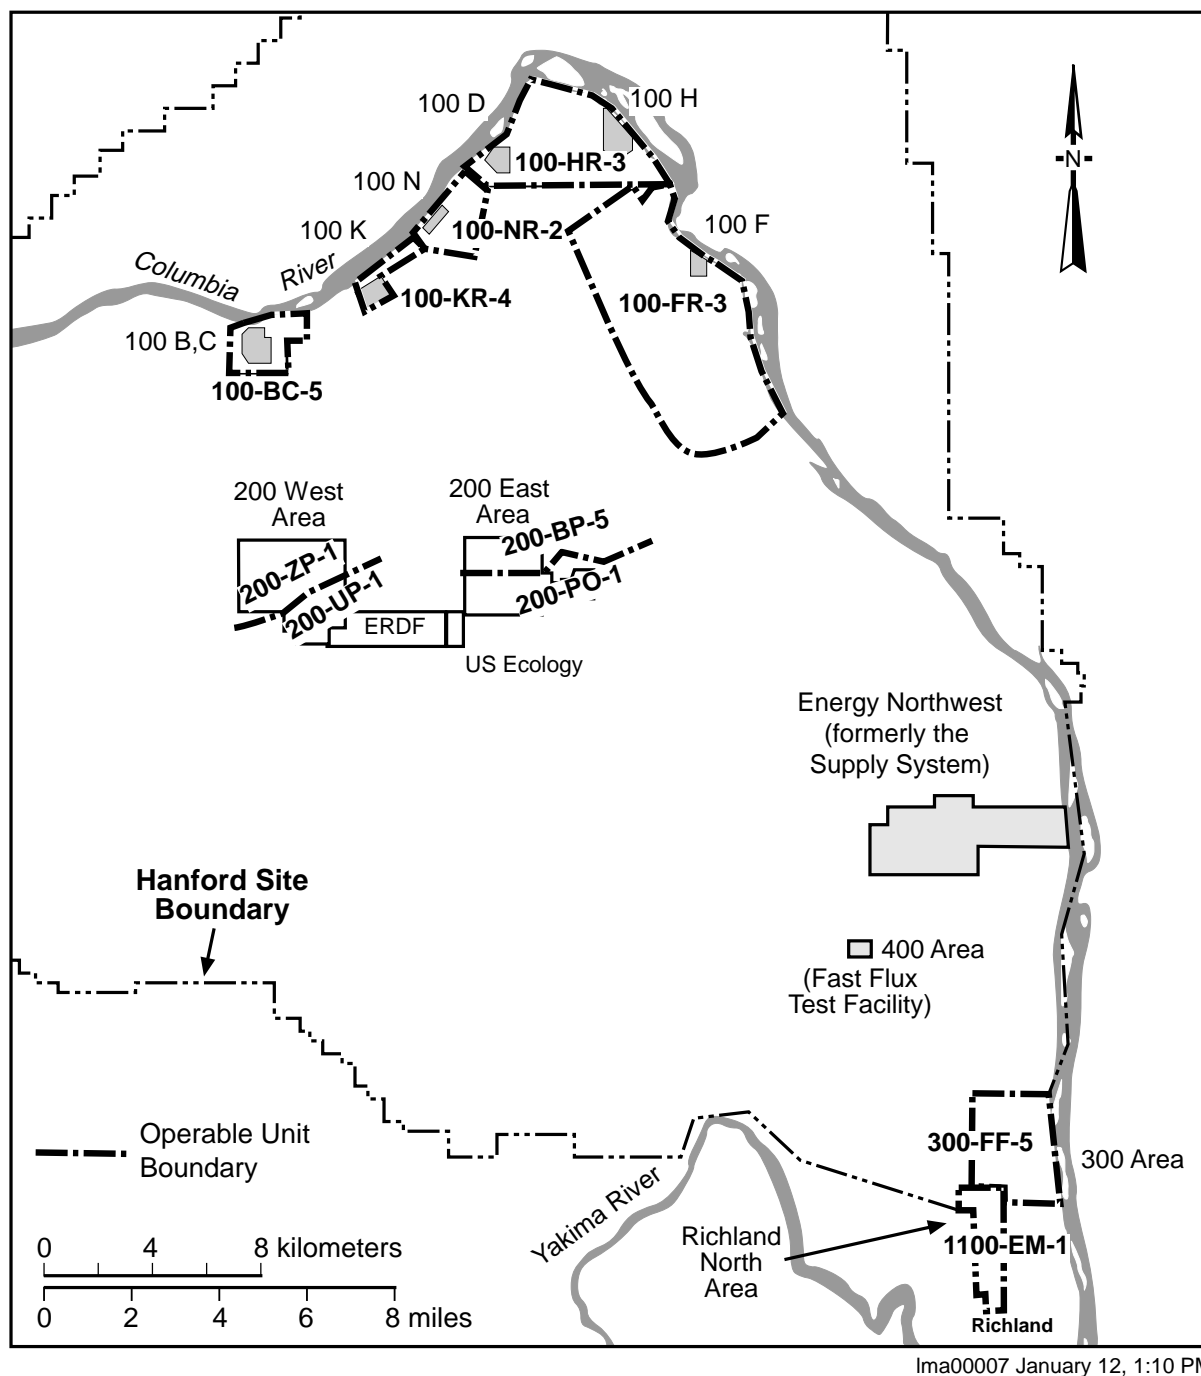 100 D
100 H
100-HR-3
N
100 N
100 K
100-NR-2
100 F
Columbia
River
100-KR-4
100-FR-3
100 B,C
100-BC-5
200 West
Area
200 East
Area
200-BP-5
200-ZP-1
200-UP-1
200-PO-1
ERDF
US Ecology
Energy Northwest
(formerly the
Supply System)
Hanford Site
Boundary
400 Area
(Fast Flux
Test Facility)
Operable Unit
Boundary
300-FF-5
300 Area
Yakima River
Richland
North
Area
1100-EM-1
Richland
0 4 8 kilometers
0 2 4 6 8 miles
lma00007 January 12, 1:10 PM